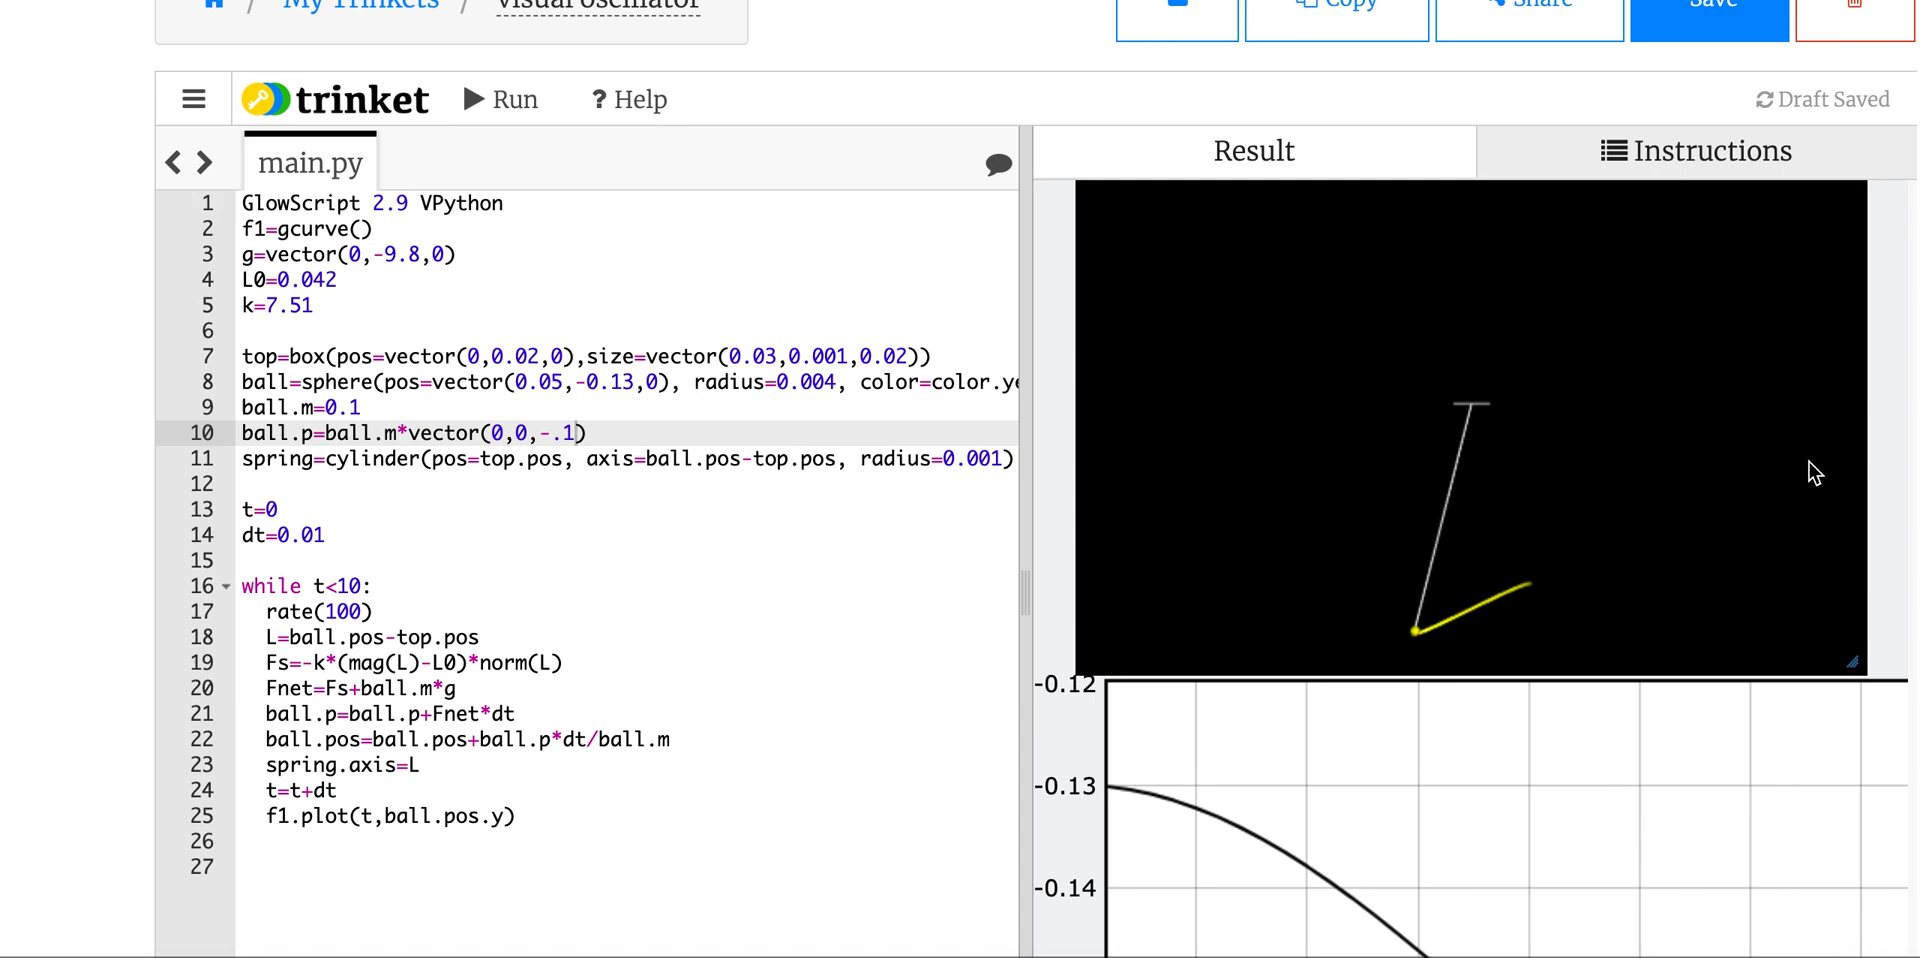 / My Trinkets / visual oscillator
Copy
Share
Save
trinket
Run
? Help
Draft Saved
main.py
Result
Instructions
1 GlowScript 2.9 VPython
2 f1=gcurve()
3 g=vector(0,-9.8,0)
4 L0=0.042
5 k=7.51
6
7 top=box(pos=vector(0,0.02,0),size=vector(0.03,0.001,0.02))
8 ball=sphere(pos=vector(0.05,-0.13,0), radius=0.004, color=color.ye
9 ball.m=0.1
10 ball.p=ball.m*vector(0,0,-.1)
11 spring=cylinder(pos=top.pos, axis=ball.pos-top.pos, radius=0.001)
12
13 t=0
14 dt=0.01
15
16 while t<10:
17 rate(100)
18 L=ball.pos-top.pos
19 Fs=-k*(mag(L)-L0)*norm(L)
20 Fnet=Fs+ball.m*g
21 ball.p=ball.p+Fnet*dt
22 ball.pos=ball.pos+ball.p*dt/ball.m
23 spring.axis=L
24 t=t+dt
25 f1.plot(t,ball.pos.y)
26
27
-0.12
-0.13
-0.14